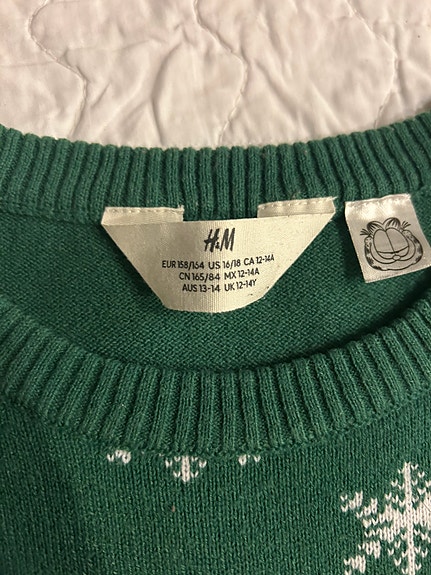 H&M
EUR 158/164 US 16/18 CA 12-14A
CN 165/84 MX 12-14A
AUS 13-14 UK 12-14Y